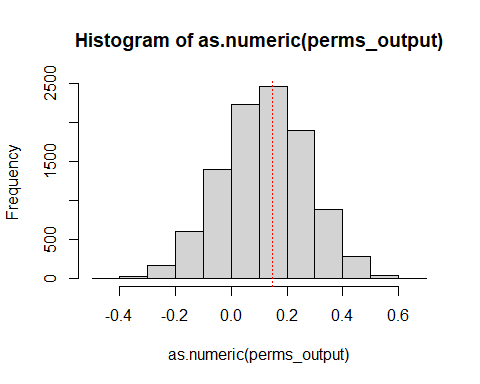 Histogram of as.numeric(perms_output)
Frequency
2500
1500
500
0
-0.4 -0.2 0.0 0.2 0.4 0.6
as.numeric(perms_output)